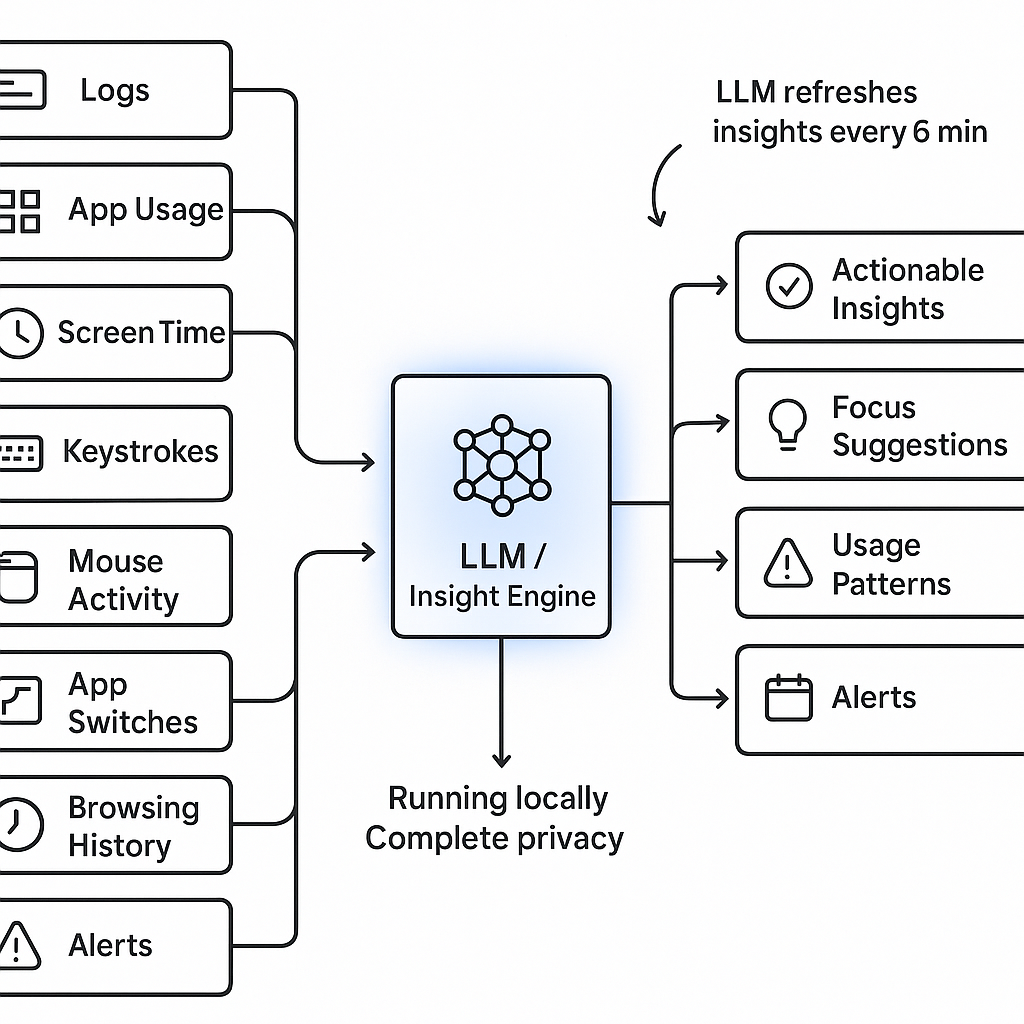 Logs
App Usage
Screen Time
Keystrokes
Mouse
Activity
App
Switches
Browsing
History
Alerts
LLM /
Insight Engine
Running locally
Complete privacy
LLM refreshes
insights every 6 min
Actionable
Insights
Focus
Suggestions
Usage
Patterns
Alerts